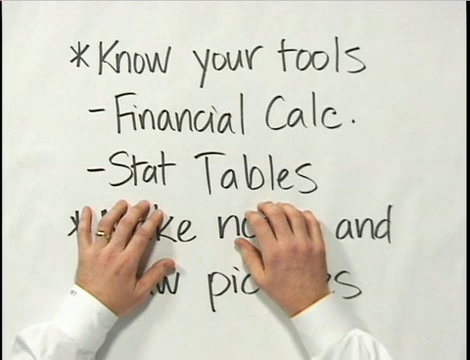 *Know your tools
-Financial Calc.
-Stat Tables
* and